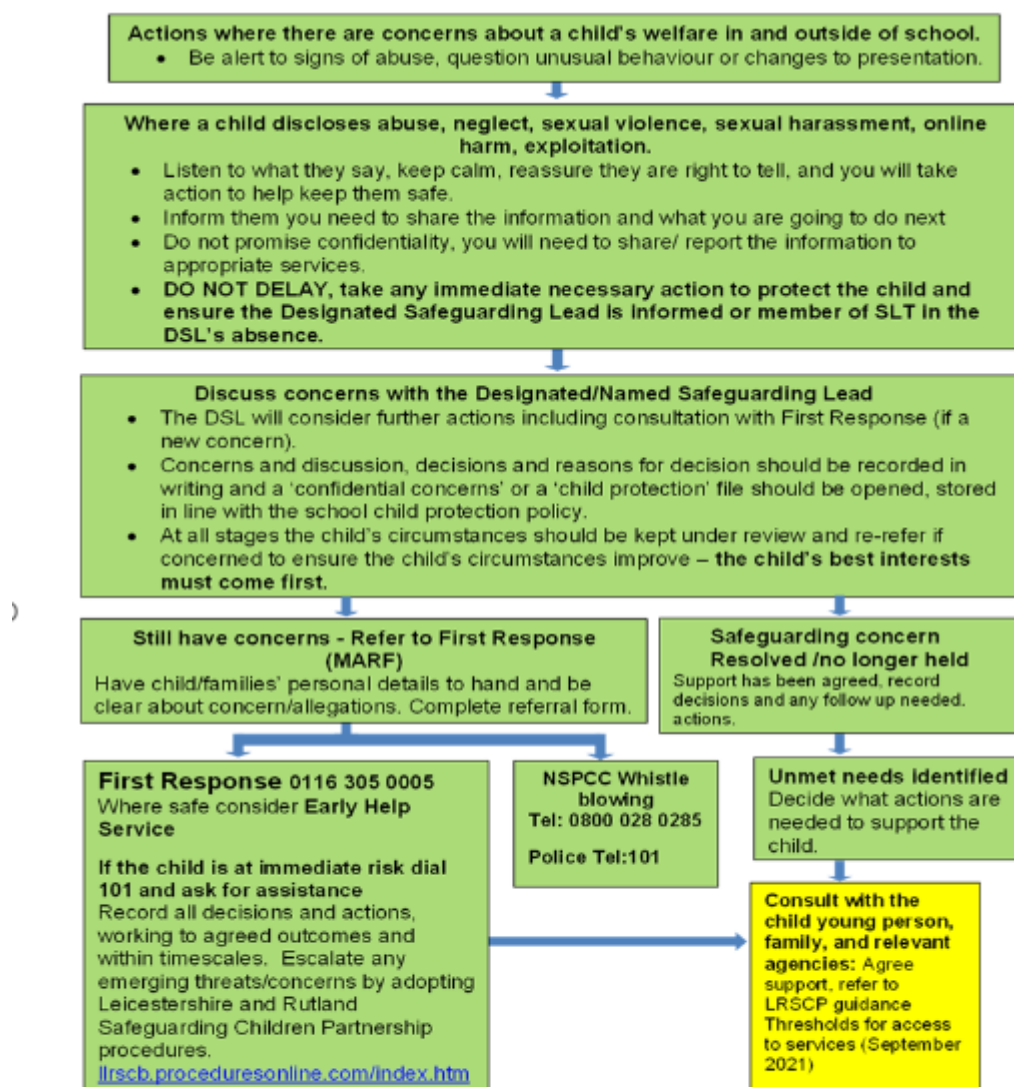 Actions where there are concerns about a child's welfare in and outside of school.
• Be alert to signs of abuse, question unusual behaviour or changes to presentation.
Where a child discloses abuse, neglect, sexual violence, sexual harassment, online
harm, exploitation.
• Listen to what they say, keep calm, reassure they are right to tell, and you will take
action to help keep them safe.
• Inform them you need to share the information and what you are going to do next
• Do not promise confidentiality, you will need to share/ report the information to
appropriate services.
• DO NOT DELAY, take any immediate necessary action to protect the child and
ensure the Designated Safeguarding Lead is informed or member of SLT in the
DSL's absence.
Discuss concerns with the Designated/Named Safeguarding Lead
• The DSL will consider further actions including consultation with First Response (if a
new concern).
• Concerns and discussion, decisions and reasons for decision should be recorded in
writing and a 'confidential concerns' or a 'child protection' file should be opened, stored
in line with the school child protection policy.
• At all stages the child's circumstances should be kept under review and re-refer if
concerned to ensure the child's circumstances improve – the child's best interests
must come first.
Still have concerns - Refer to First Response
(MARF)
Have child/families' personal details to hand and be
clear about concern/allegations. Complete referral form.
Safeguarding concern
Resolved /no longer held
Support has been agreed, record
decisions and any follow up needed.
actions.
First Response 0116 305 0005
Where safe consider Early Help
Service
If the child is at immediate risk dial
101 and ask for assistance
Record all decisions and actions,
working to agreed outcomes and
within timescales. Escalate any
emerging threats/concerns by adopting
Leicestershire and Rutland
Safeguarding Children Partnership
procedures.
llrscb.proceduresonline.com/index.htm
NSPCC Whistle
blowing
Tel: 0800 028 0285
Police Tel:101
Unmet needs identified
Decide what actions are
needed to support the
child.
Consult with the
child young person,
family, and relevant
agencies: Agree
support, refer to
LRSCP guidance
Thresholds for access
to services (September
2021)